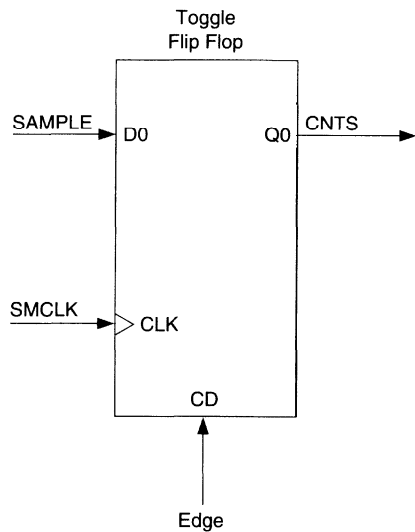 Toggle
Flip Flop
SAMPLE
D0
Q0
CNTS
SMCLK
CLK
CD
Edge